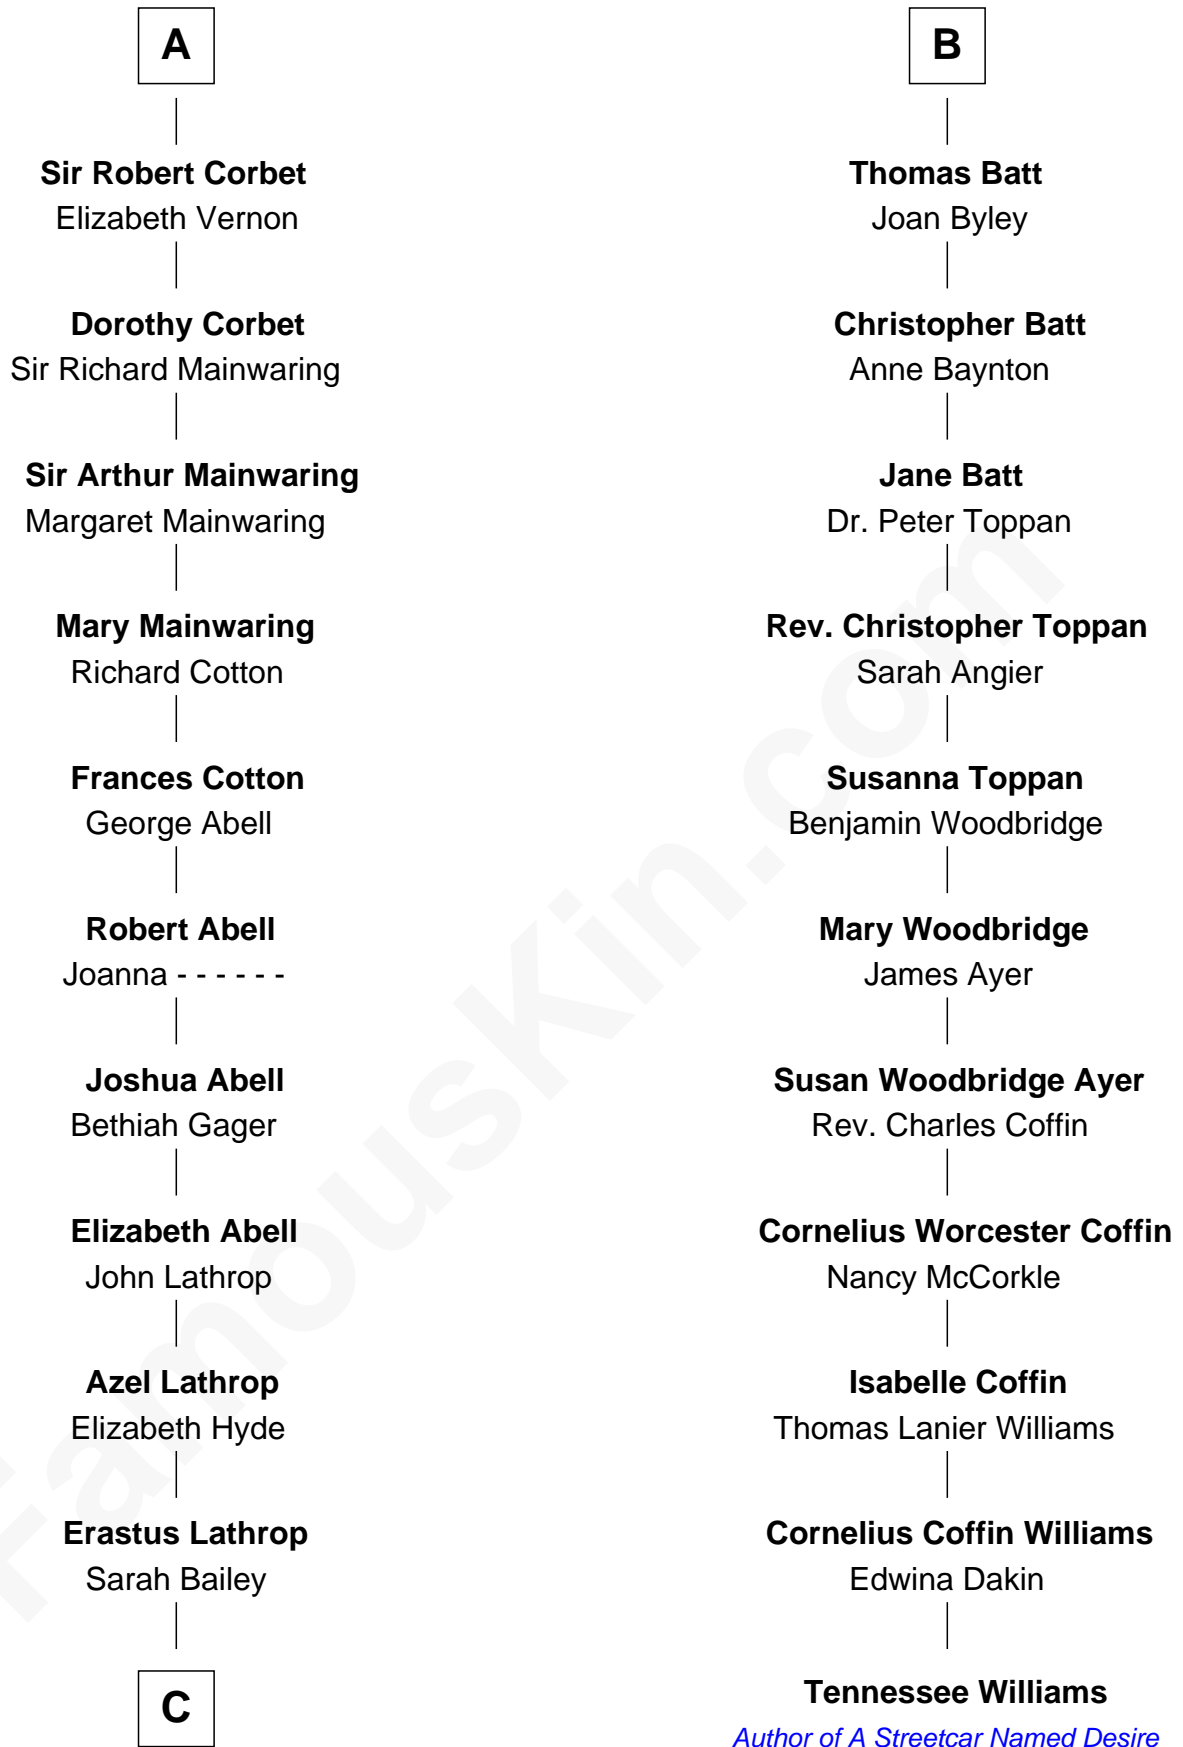 A
Sir Robert Corbet
Elizabeth Vernon
Dorothy Corbet
Sir Richard Mainwaring
Sir Arthur Mainwaring
Margaret Mainwaring
Mary Mainwaring
Richard Cotton
Frances Cotton
George Abell
Robert Abell
Joanna - - - - - -
Joshua Abell
Bethiah Gager
Elizabeth Abell
John Lathrop
Azel Lathrop
Elizabeth Hyde
Erastus Lathrop
Sarah Bailey
C
B
Thomas Batt
Joan Byley
Christopher Batt
Anne Baynton
Jane Batt
Dr. Peter Toppan
Rev. Christopher Toppan
Sarah Angier
Susanna Toppan
Benjamin Woodbridge
Mary Woodbridge
James Ayer
Susan Woodbridge Ayer
Rev. Charles Coffin
Cornelius Worcester Coffin
Nancy McCorkle
Isabelle Coffin
Thomas Lanier Williams
Cornelius Coffin Williams
Edwina Dakin
Tennessee Williams
Author of A Streetcar Named Desire
FamousKin.com